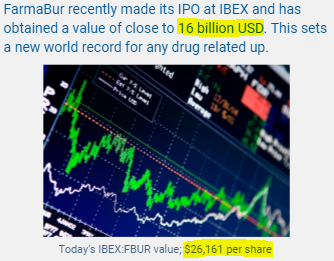 FarmaBur recently made its IPO at IBEX and has
obtained a value of close to 16 billion USD. This sets
a new world record for any drug related up.
Low
Today's IBEX:FBUR value; $26,161 per share